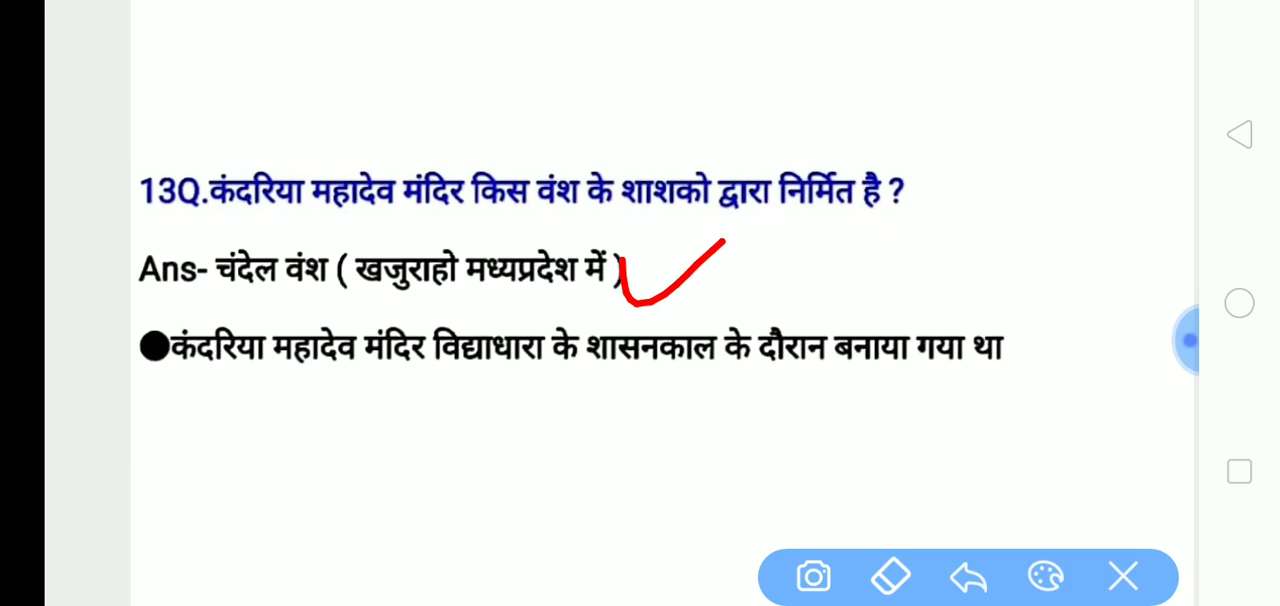 13Q.कंदरिया महादेव मंदिर किस वंश के शाशको द्वारा निर्मित है ?
Ans- चंदेल वंश ( खजुराहो मध्यप्रदेश में )
●कंदरिया महादेव मंदिर विद्याधारा के शासनकाल के दौरान बनाया गया था